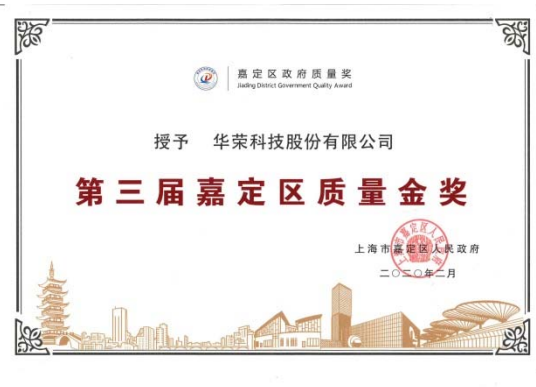 嘉定区政府质量奖
Jiading District Government Quality Award
授予 华荣科技股份有限公司
第三届嘉定区质量金奖
上海市嘉定区人民政府
二〇二〇年二月